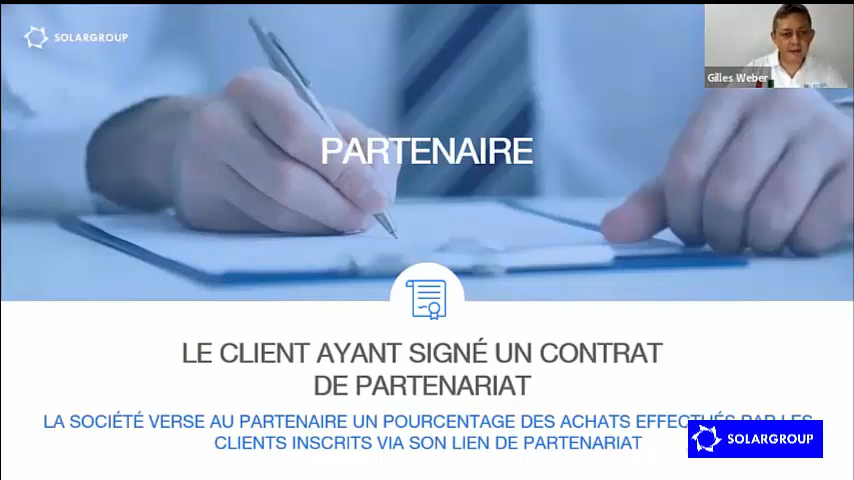 SOLARGROUP
Gilles Weber
PARTENAIRE
LE CLIENT AYANT SIGNÉ UN CONTRAT
DE PARTENARIAT
LA SOCIÉTÉ VERSE AU PARTENAIRE UN POURCENTAGE DES ACHATS EFFECTUÉS PAR LES
CLIENTS INSCRITS VIA SON LIEN DE PARTENARIAT
SOLARGROUP